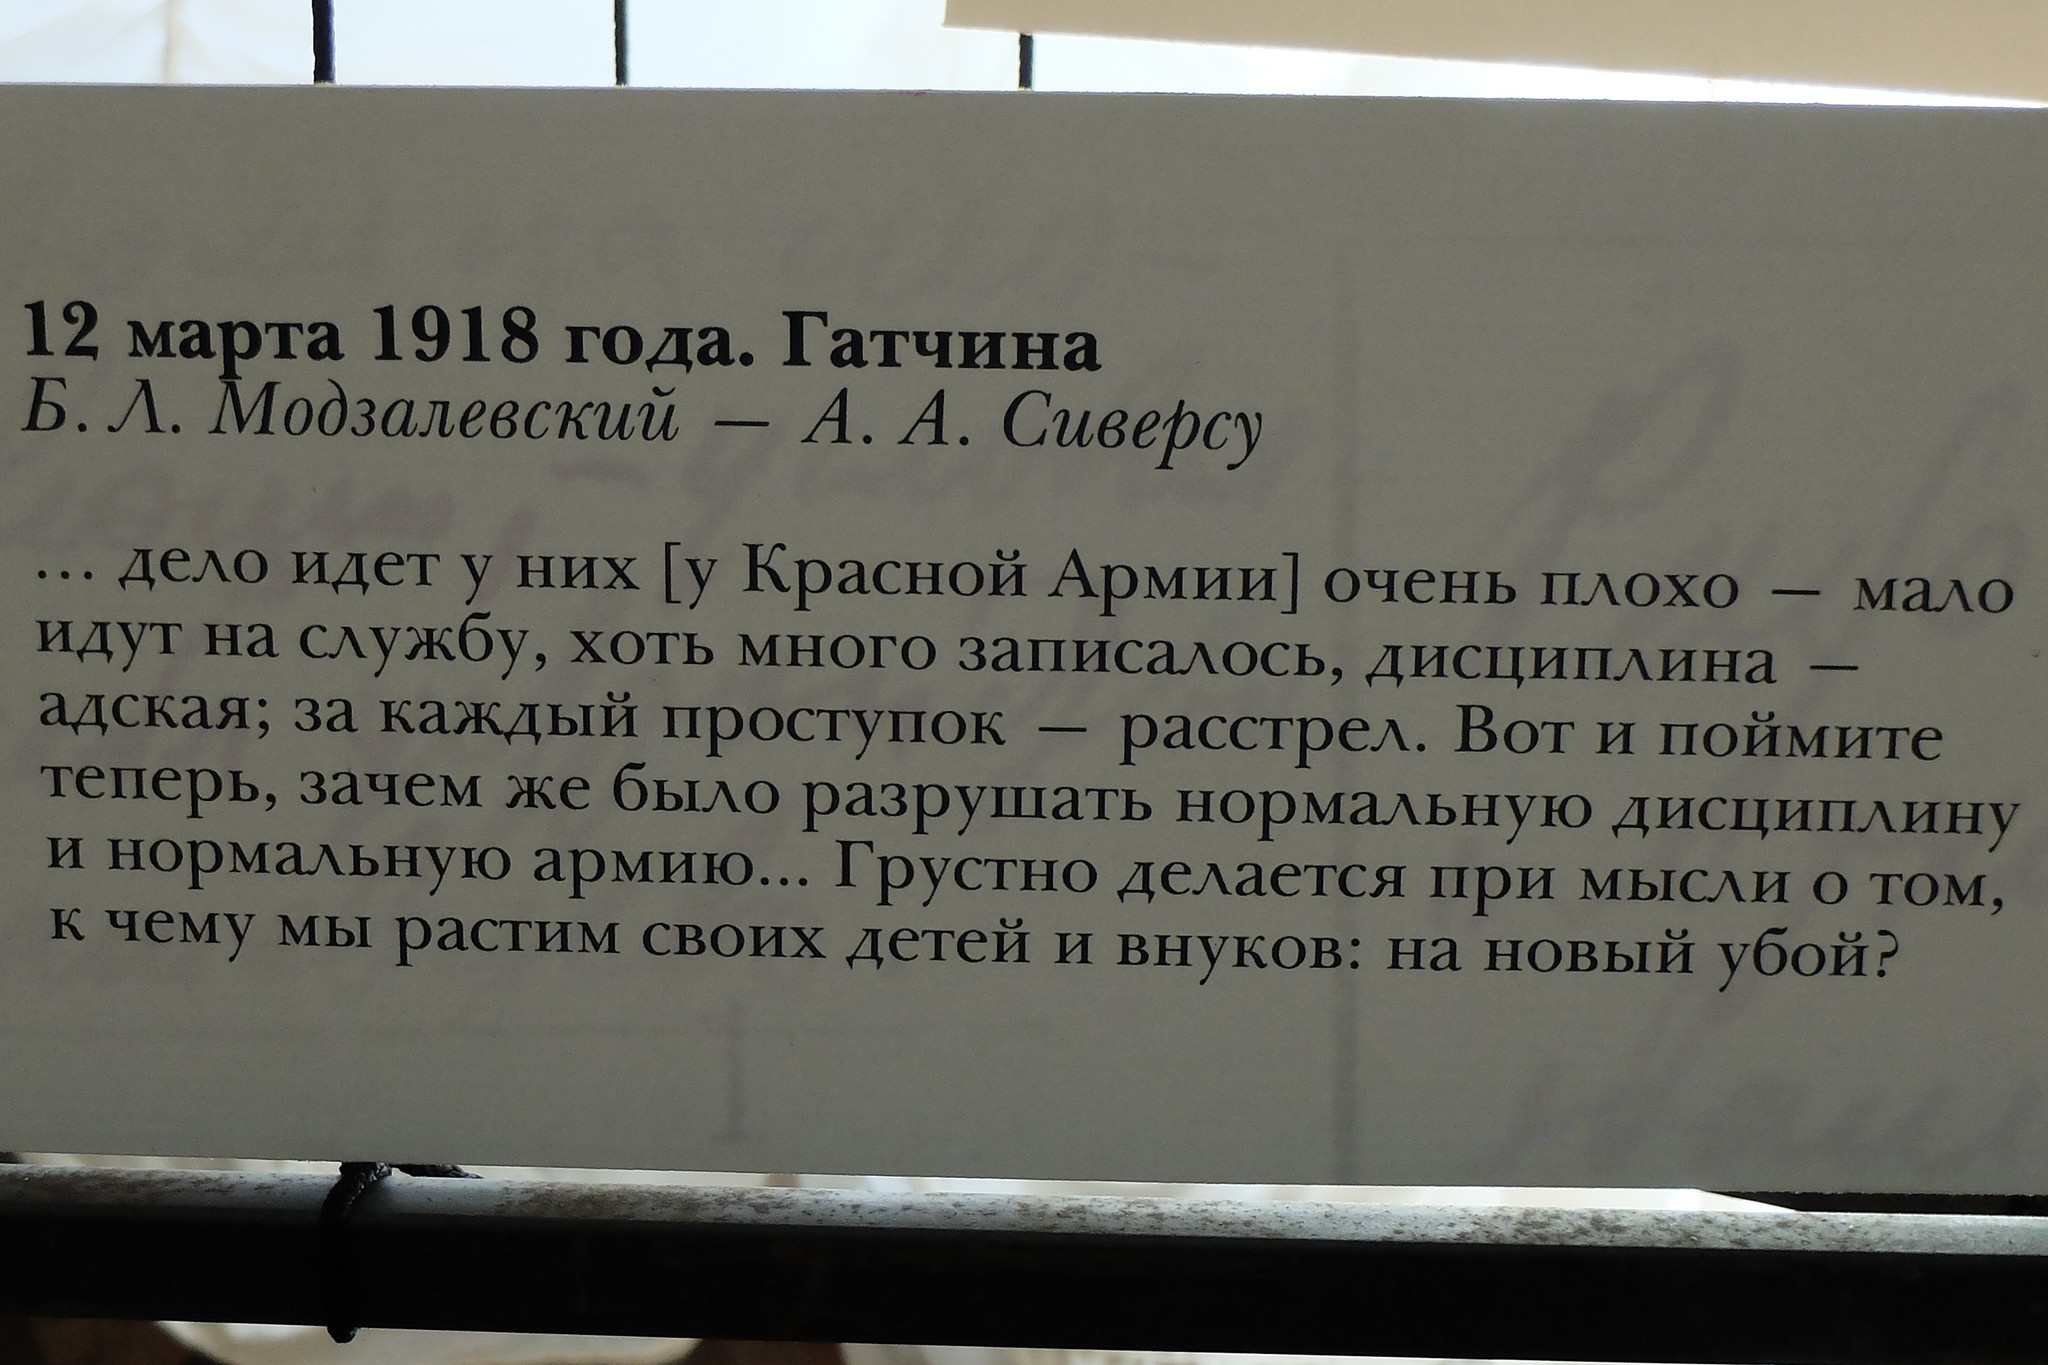 12 марта 1918 года. Гатчина
Б. Л. Модзалевский — А. А. Сиверсу
... дело идет у них [у Красной Армии] очень плохо — мало
идут на службу, хоть много записалось, дисциплина —
адская; за каждый проступок — расстрел. Вот и поймите
теперь, зачем же было разрушать нормальную дисциплину
и нормальную армию... Грустно делается при мысли о том,
к чему мы растим своих детей и внуков: на новый убой?